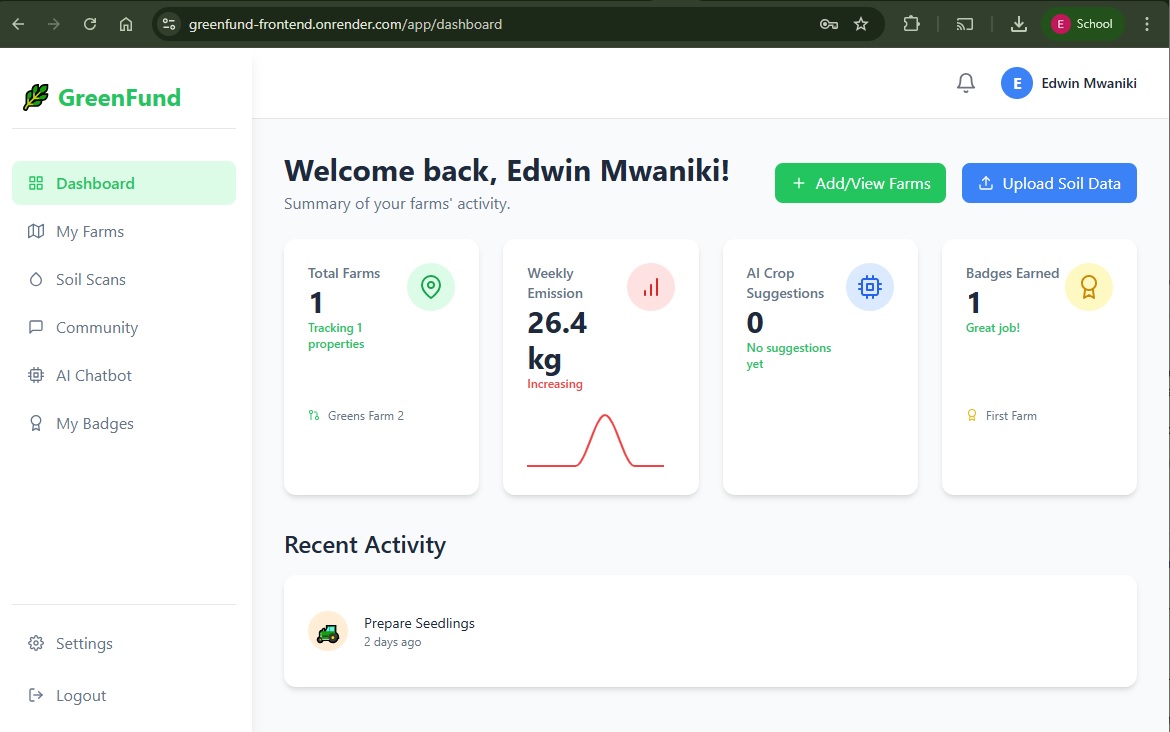 greenfund-frontend.onrender.com/app/dashboard
E
School
GreenFund
E
Edwin Mwaniki
Dashboard
My Farms
Soil Scans
Community
AI Chatbot
My Badges
Settings
Logout
Welcome back, Edwin Mwaniki!
Summary of your farms' activity.
+ Add/View Farms
Upload Soil Data
Total Farms
1
Tracking 1
properties
Greens Farm 2
Weekly
Emission
26.4
kg
Increasing
AI Crop
Suggestions
0
No suggestions
yet
Badges Earned
1
Great job!
First Farm
Recent Activity
Prepare Seedlings
2 days ago